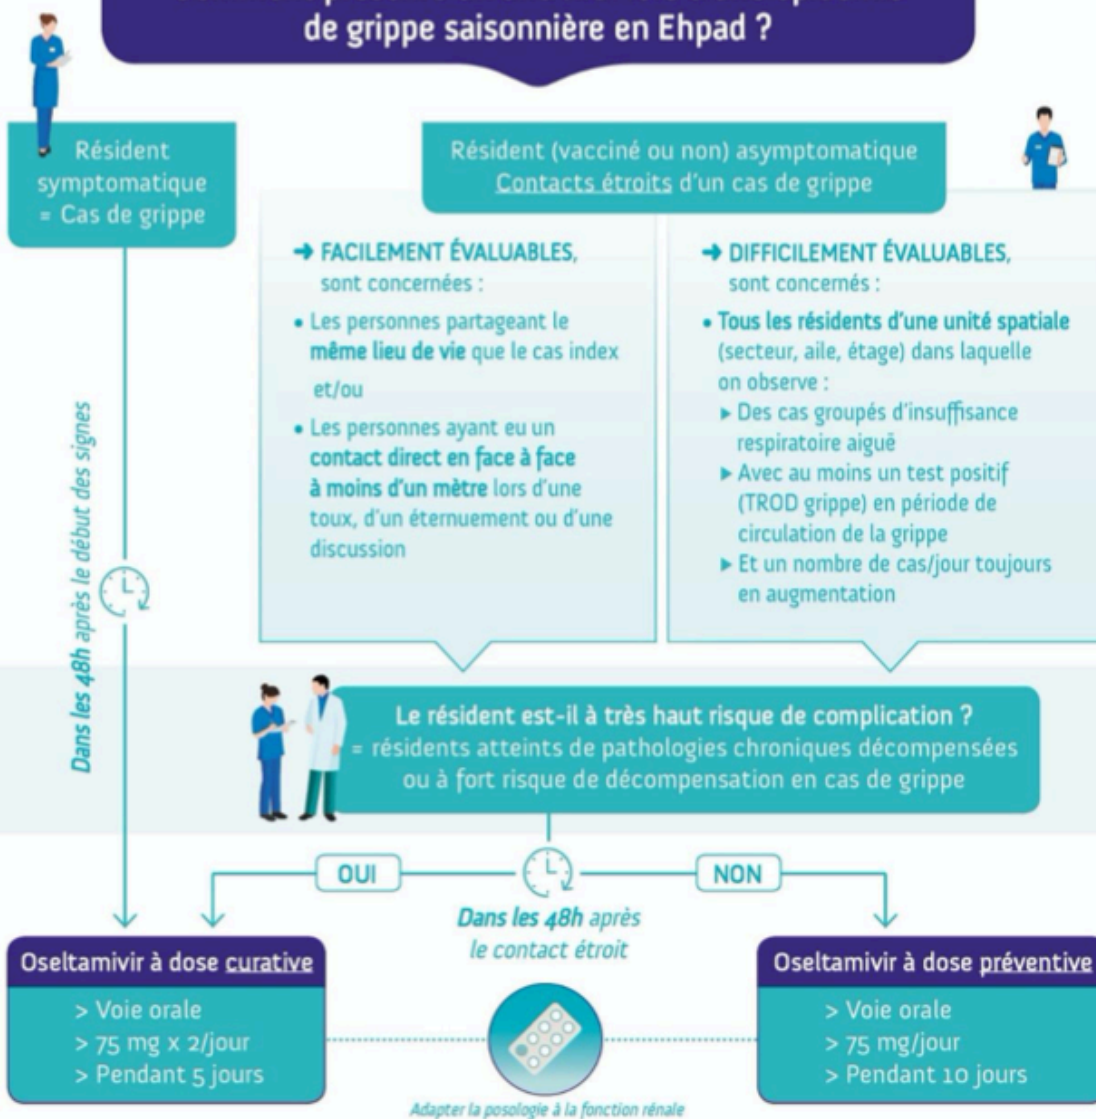 de grippe saisonnière en Ehpad ?
Résident
symptomatique
= Cas de grippe
Résident (vacciné ou non) asymptomatique
Contacts étroits d'un cas de grippe
➜ FACILEMENT ÉVALUABLES,
sont concernées :
• Les personnes partageant le
même lieu de vie que le cas index
et/ou
• Les personnes ayant eu un
contact direct en face à face
à moins d'un mètre lors d'une
toux, d'un éternuement ou d'une
discussion
➜ DIFFICILEMENT ÉVALUABLES,
sont concernés :
• Tous les résidents d'une unité spatiale
(secteur, aile, étage) dans laquelle
on observe :
▶ Des cas groupés d'insuffisance
respiratoire aiguë
▶ Avec au moins un test positif
(TROD grippe) en période de
circulation de la grippe
▶ Et un nombre de cas/jour toujours
en augmentation
Dans les 48h après le début des signes
Le résident est-il à très haut risque de complication ?
= résidents atteints de pathologies chroniques décompensées
ou à fort risque de décompensation en cas de grippe
OUI
NON
Dans les 48h après
le contact étroit
Oseltamivir à dose curative
> Voie orale
> 75 mg x 2/jour
> Pendant 5 jours
Oseltamivir à dose préventive
> Voie orale
> 75 mg/jour
> Pendant 10 jours
Adapter la posologie à la fonction rénale